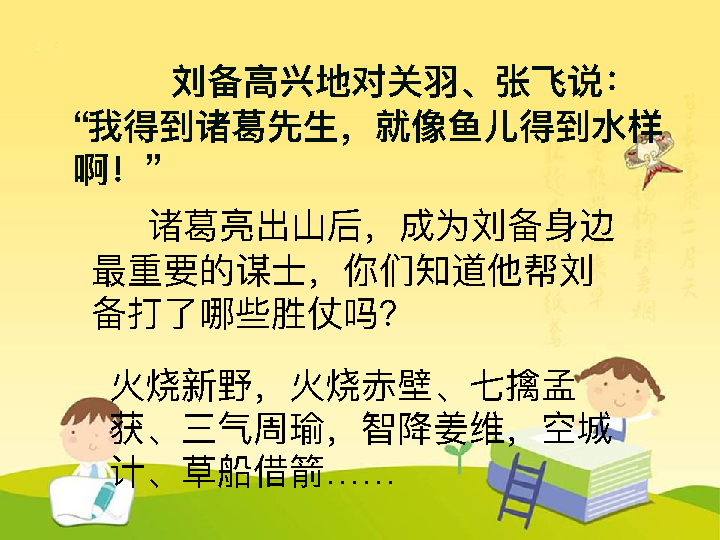 刘备高兴地对关羽、张飞说：
“我得到诸葛先生，就像鱼儿得到水样
啊！”
诸葛亮出山后，成为刘备身边
最重要的谋士，你们知道他帮刘
备打了哪些胜仗吗？
火烧新野，火烧赤壁、七擒孟
获、三气周瑜，智降姜维，空城
计、草船借箭……